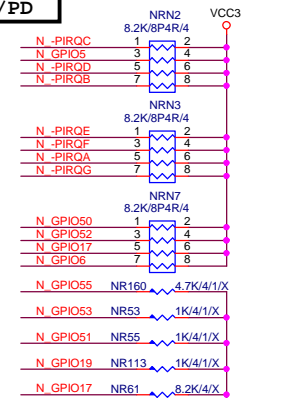 /PD
VCC3
NRN2
8.2K/8P4R/4
N_-PIRQC 1 2
N_GPIO5 3 4
N_-PIRQD 5 6
N_-PIRQB 7 8
NRN3
8.2K/8P4R/4
N_-PIRQE 1 2
N_-PIRQF 3 4
N_-PIRQA 5 6
N_-PIRQG 7 8
NRN7
8.2K/8P4R/4
N_GPIO50 1 2
N_GPIO52 3 4
N_GPIO17 5 6
N_GPIO6 7 8
N_GPIO55 NR160 4.7K/4/1/X
N_GPIO53 NR53 1K/4/1/X
N_GPIO51 NR55 1K/4/1/X
N_GPIO19 NR113 1K/4/1/X
N_GPIO17 NR61 8.2K/4/X